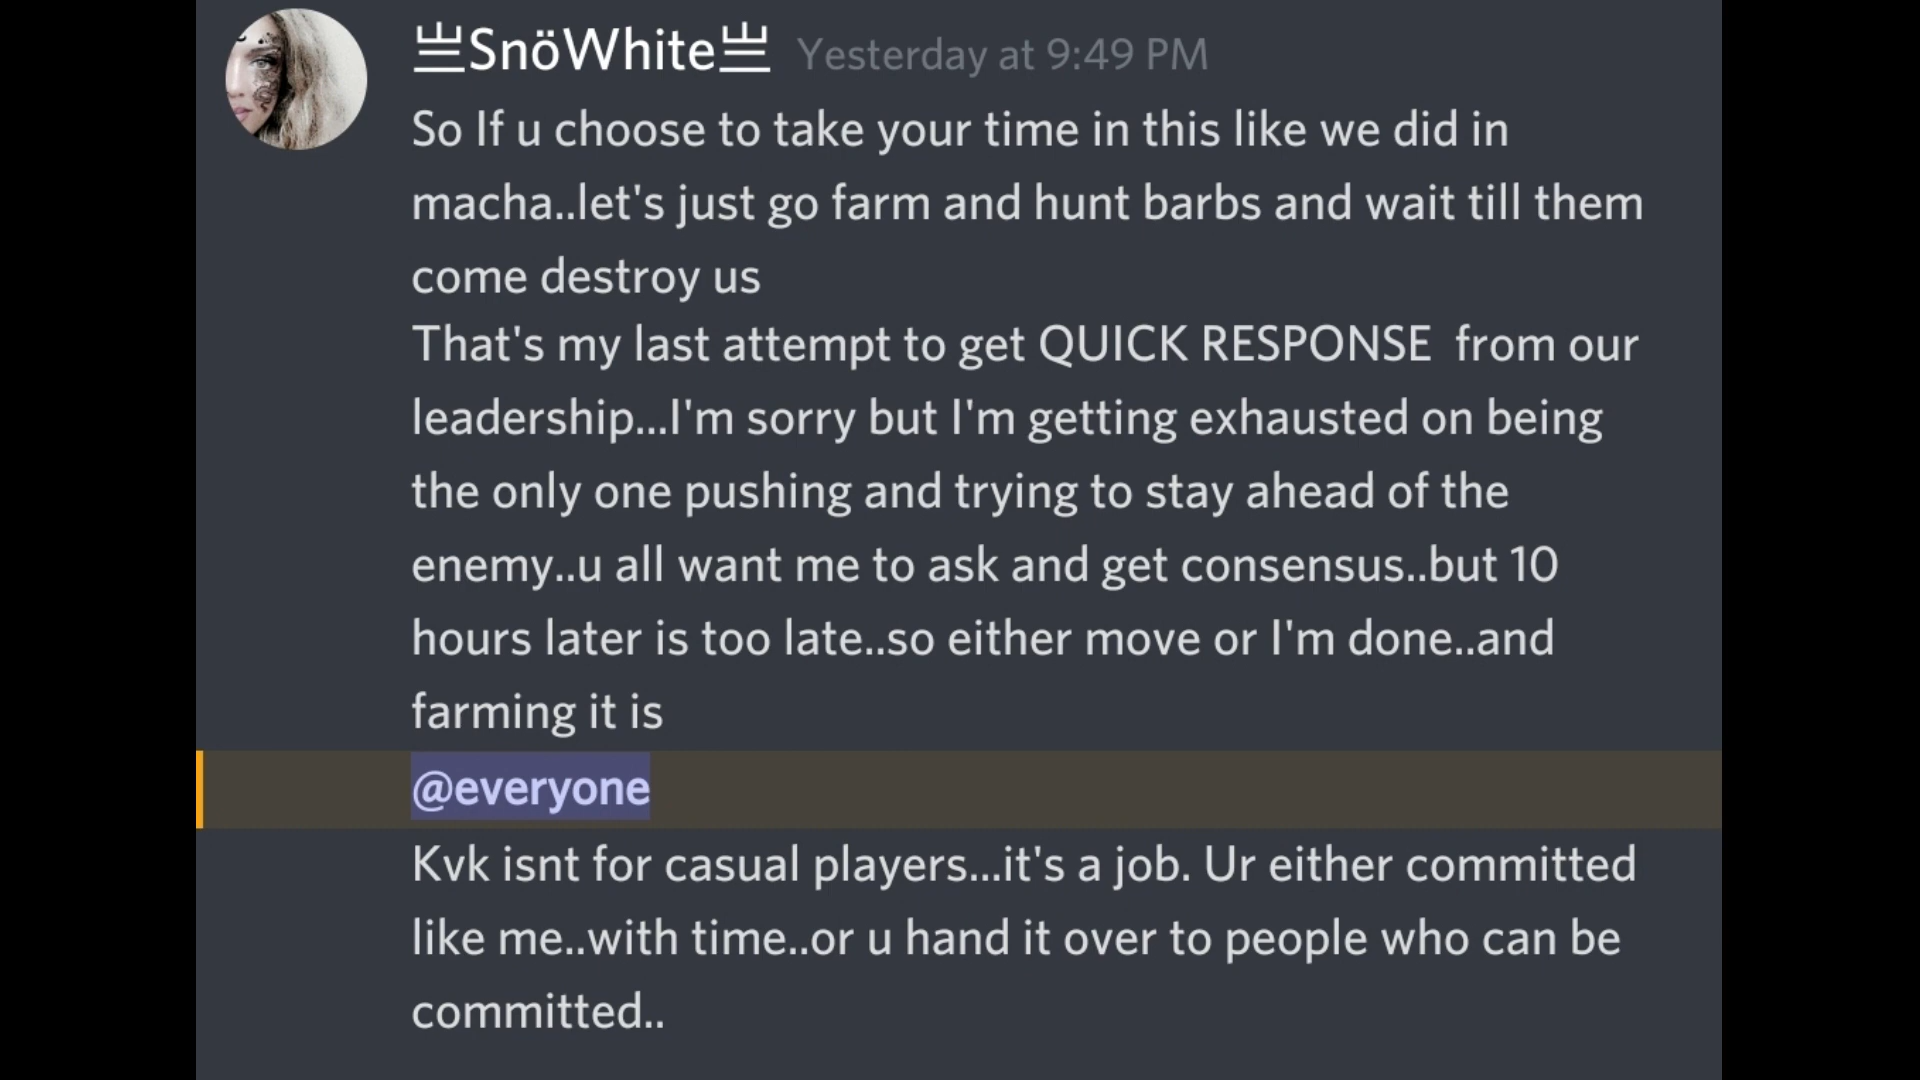 亗SnöWhite亗 Yesterday at 9:49 PM
So If u choose to take your time in this like we did in
macha..let's just go farm and hunt barbs and wait till them
come destroy us
That's my last attempt to get QUICK RESPONSE  from our
leadership...I'm sorry but I'm getting exhausted on being
the only one pushing and trying to stay ahead of the
enemy..u all want me to ask and get consensus..but 10
hours later is too late..so either move or I'm done..and
farming it is
@everyone
Kvk isnt for casual players...it's a job. Ur either committed
like me..with time..or u hand it over to people who can be
committed..